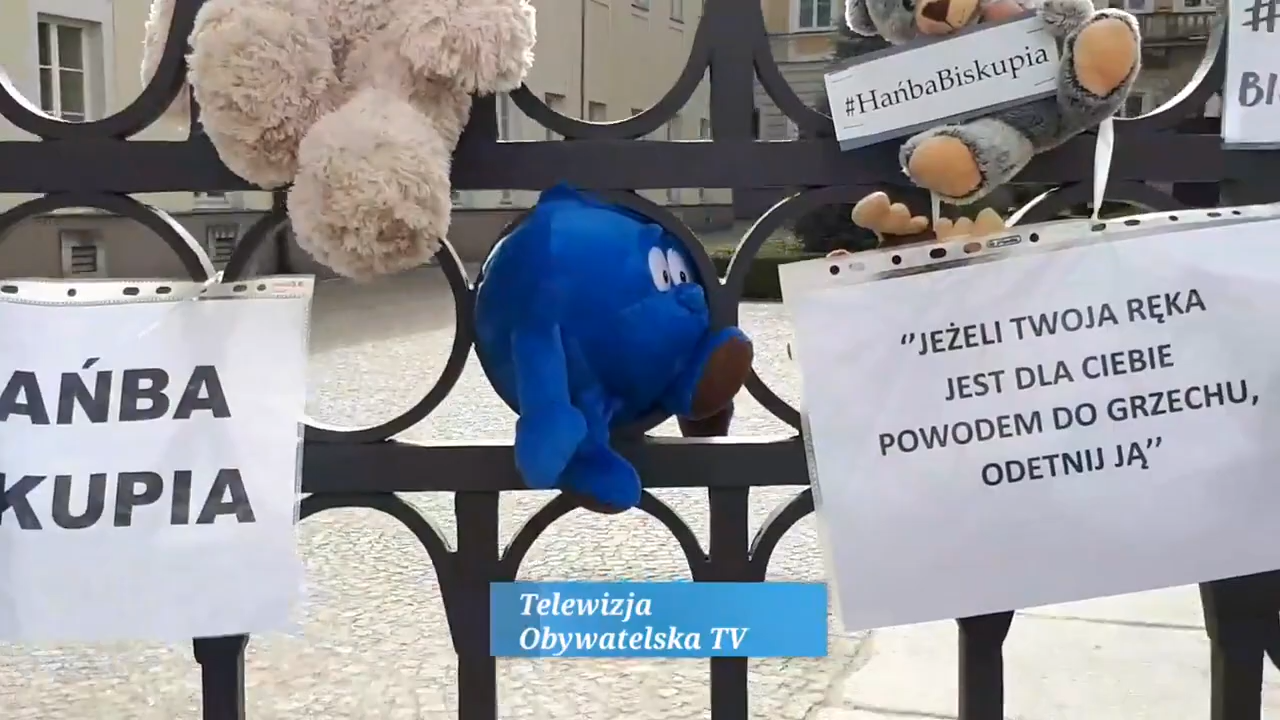 #HańbaBiskupia
AŃBA
KUPIA
"JEŻELI TWOJA RĘKA
JEST DLA CIEBIE
POWODEM DO GRZECHU,
ODETNIJ JĄ"
Telewizja
Obywatelska TV